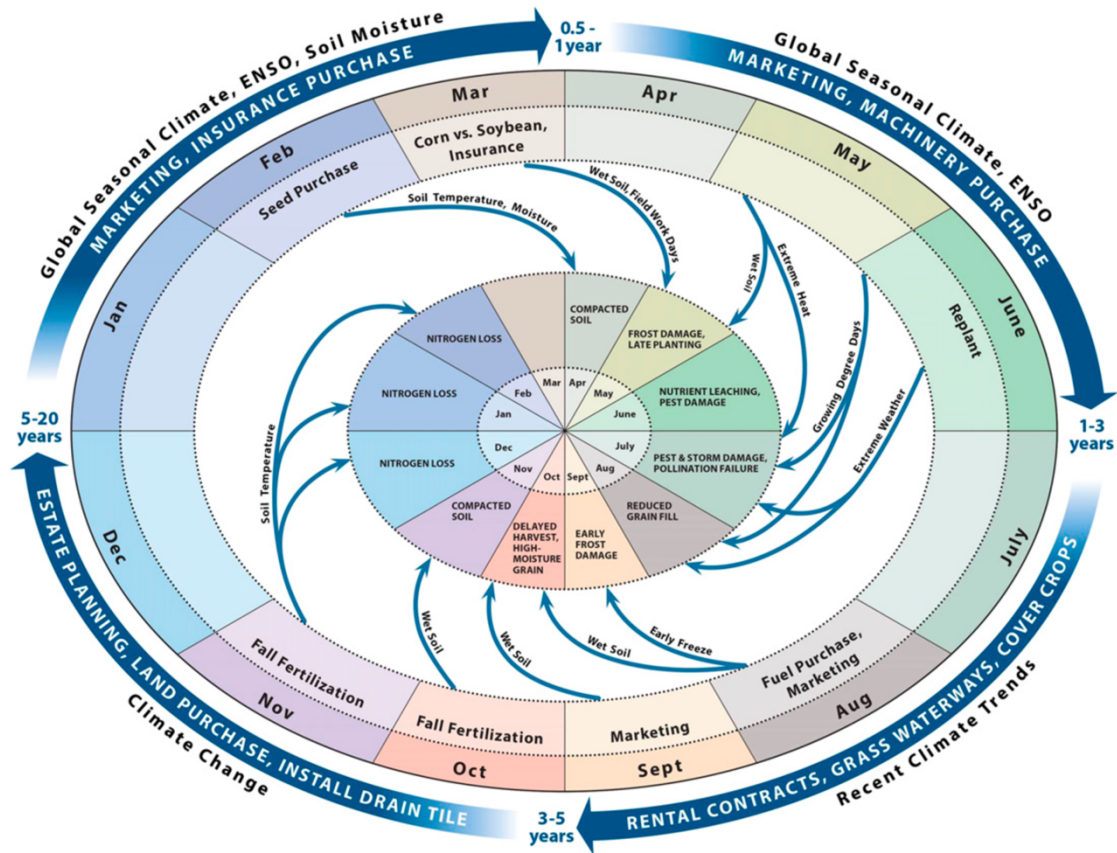 Global Seasonal Climate, ENSO, Soil Moisture
MARKETING, INSURANCE PURCHASE
0.5 -
1 year
Global Seasonal Climate, ENSO
MARKETING, MACHINERY PURCHASE
1-3
years
RENTAL CONTRACTS, GRASS WATERWAYS, COVER CROPS
Recent Climate Trends
3-5
years
ESTATE PLANNING, LAND PURCHASE, INSTALL DRAIN TILE
Climate Change
5-20
years
Jan
Feb
Seed Purchase
Mar
Corn vs. Soybean,
Insurance
Apr
May
June
Replant
July
Aug
Fuel Purchase,
Marketing
Sept
Marketing
Oct
Fall Fertilization
Nov
Fall Fertilization
Dec
Soil Temperature, Moisture
Wet Soil, Field Work Days
Wet Soil
Extreme Heat
Growing Degree Days
Extreme Weather
Early Freeze
Wet Soil
Wet Soil
Wet Soil
Soil Temperature
NITROGEN LOSS
NITROGEN LOSS
NITROGEN LOSS
COMPACTED
SOIL
FROST DAMAGE,
LATE PLANTING
NUTRIENT LEACHING,
PEST DAMAGE
PEST & STORM DAMAGE,
POLLINATION FAILURE
REDUCED
GRAIN FILL
EARLY
FROST
DAMAGE
DELAYED
HARVEST,
HIGH-
MOISTURE
GRAIN
COMPACTED
SOIL
Jan
Feb
Mar
Apr
May
June
July
Aug
Sept
Oct
Nov
Dec